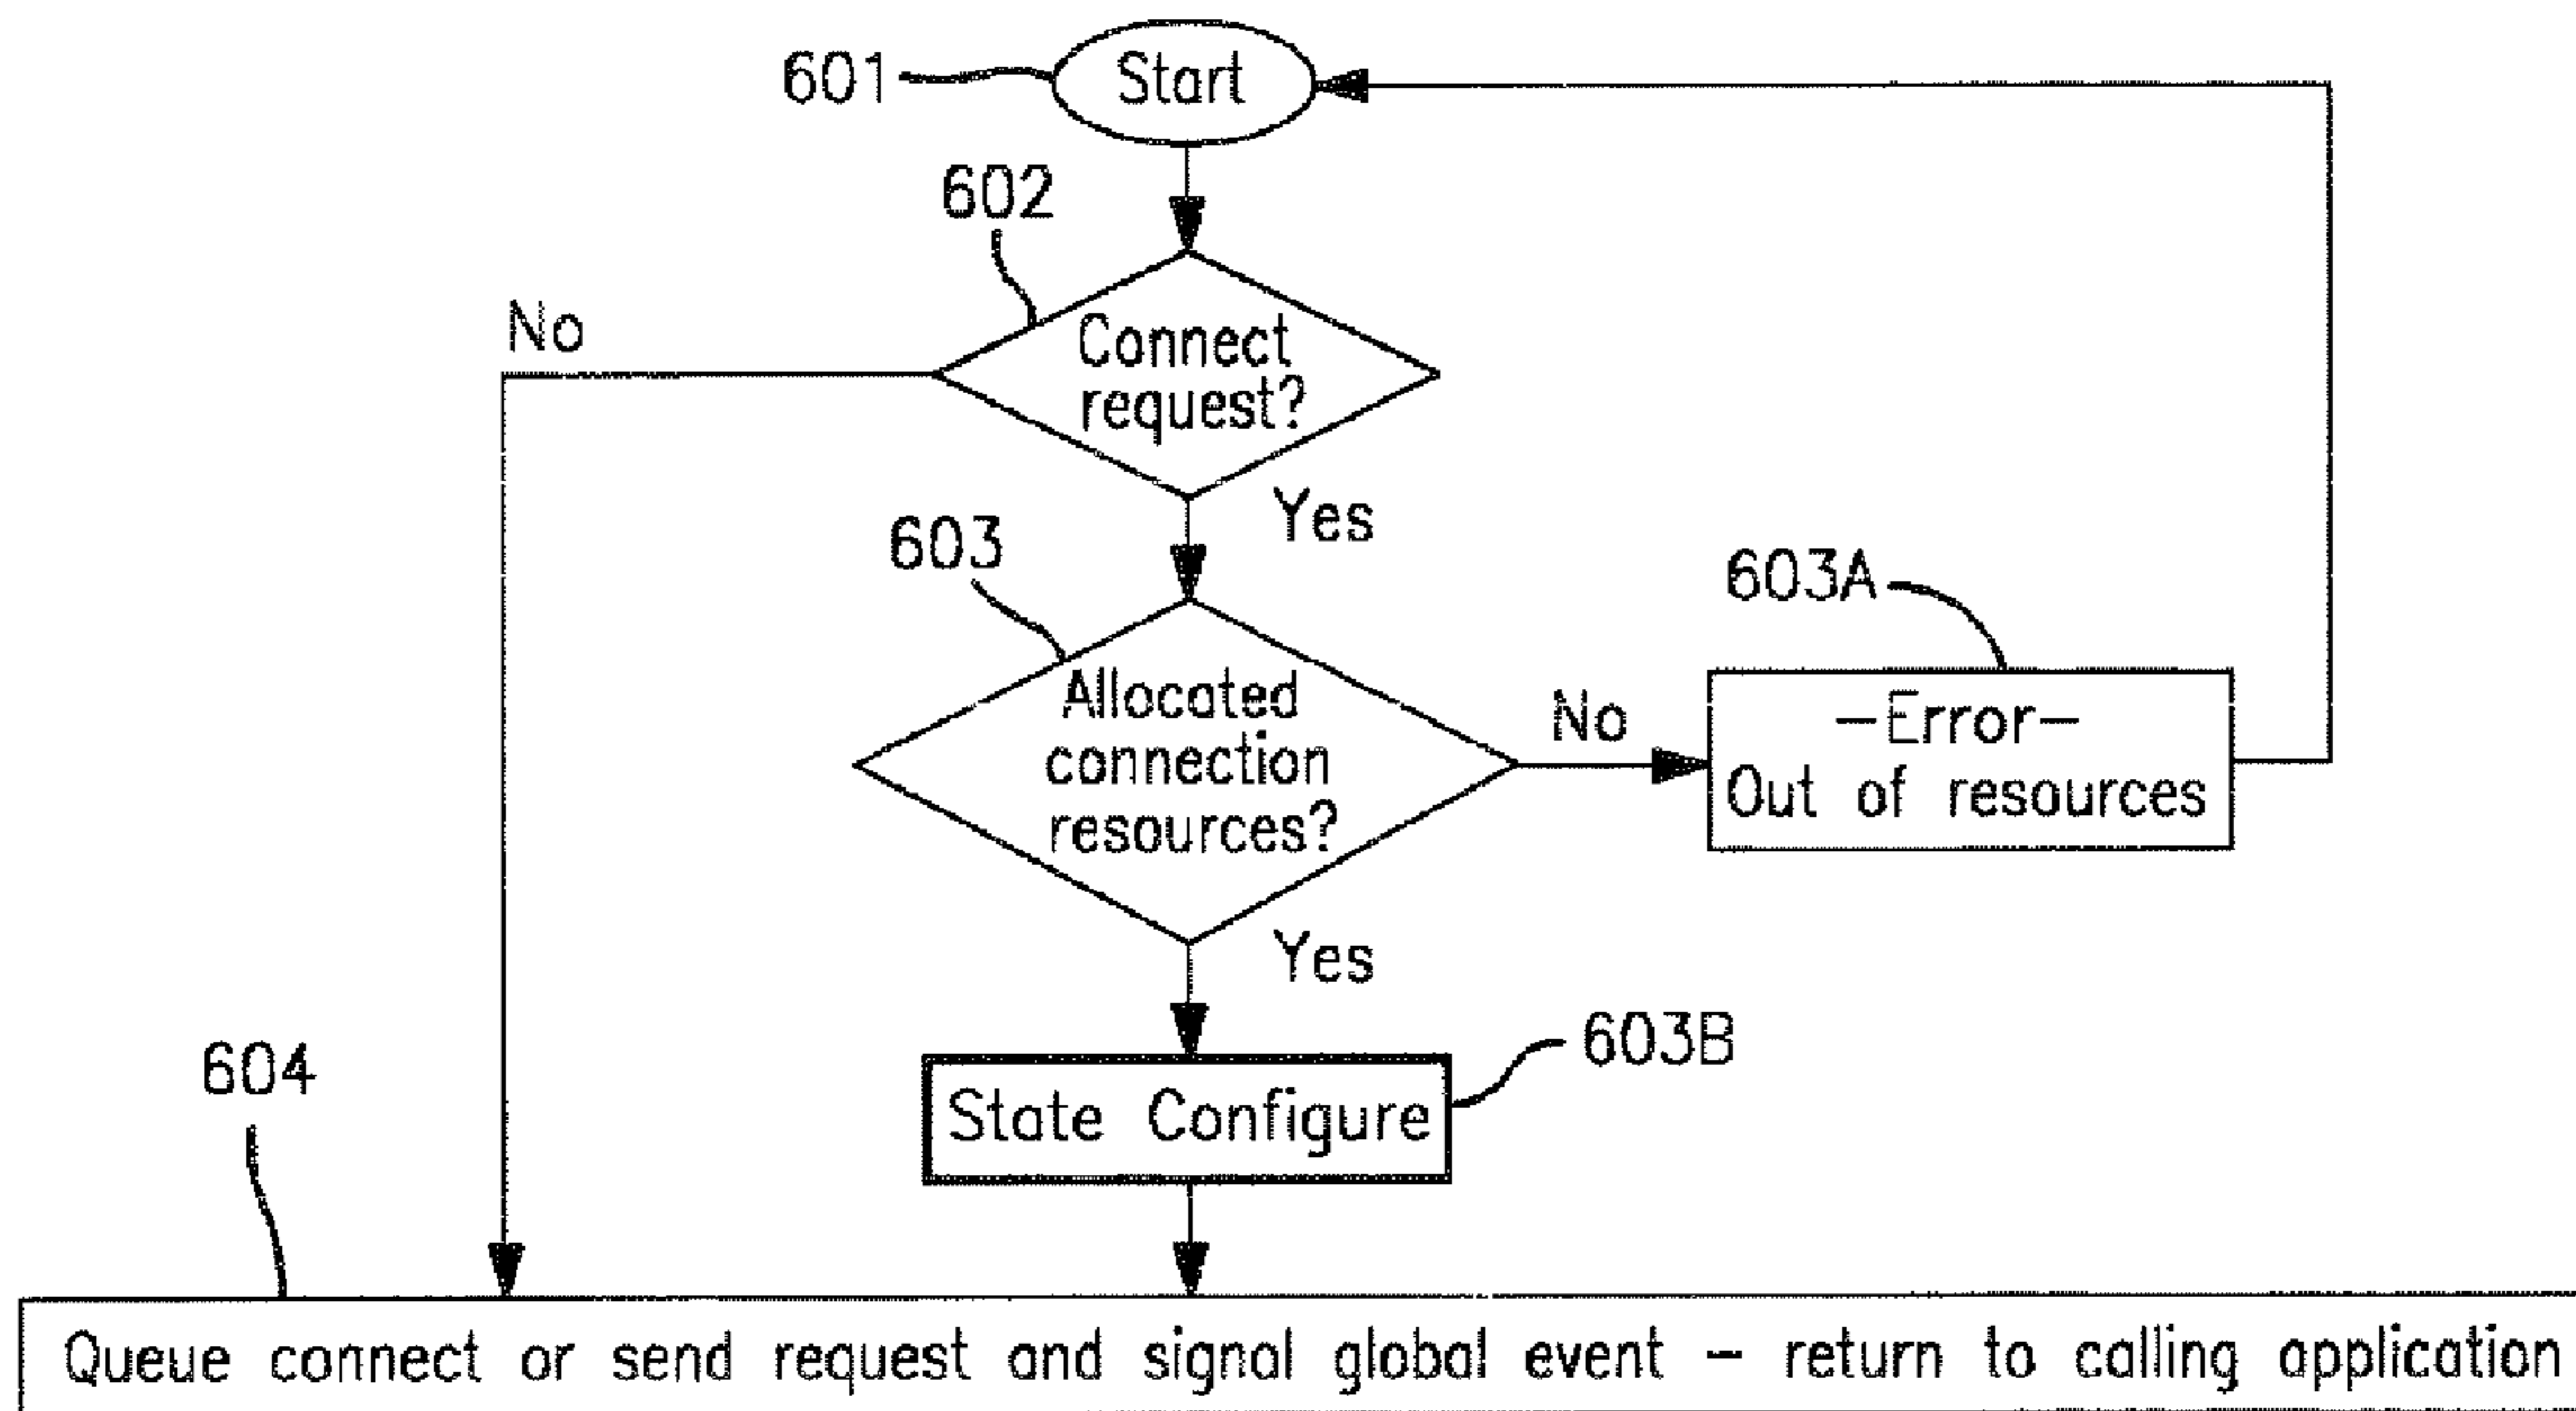 601
Start
602
No
Connect
request?
Yes
603
603A
Allocated
connection
resources?
No
-Error-
Out of resources
Yes
603B
State Configure
604
Queue connect or send request and signal global event - return to calling application